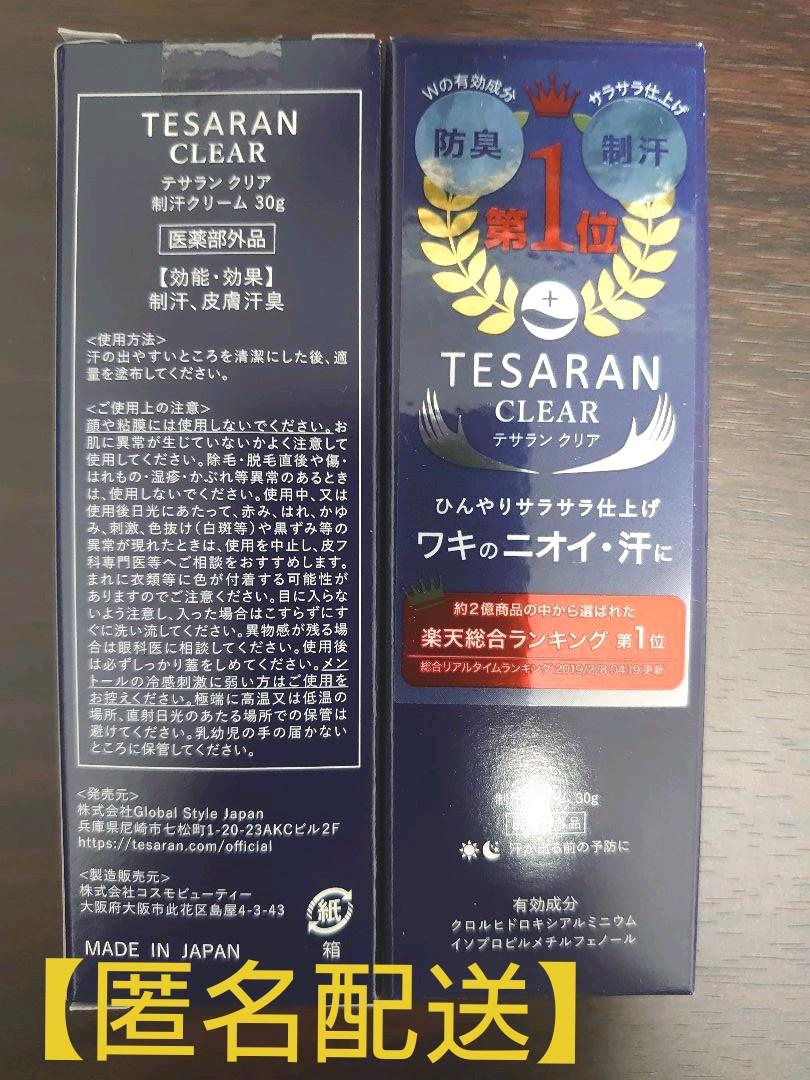 TESARAN
CLEAR
テサラン クリア
制汗クリーム 30g
医薬部外品
【効能・効果】
制汗、皮膚汗臭
<使用方法>
汗の出やすいところを清潔にした後、適
量を塗布してください。
<ご使用上の注意>
顔や粘膜には使用しないでください。お
肌に異常が生じていないかよく注意して
使用してください。除毛・脱毛直後や傷・
はれもの・湿疹・かぶれ等異常のあるとき
は、使用しないでください。使用中、又は
使用後日光にあたって、赤み、はれ、かゆ
み、刺激、色抜け(白斑等)や黒ずみ等の
異常が現れたときは、使用を中止し、皮フ
科専門医等へご相談をおすすめします。
まれに衣類等に色が付着する可能性が
ありますのでご注意ください。目に入らな
いよう注意し、入った場合はこすらずにす
ぐに洗い流してください。異物感が残る場
合は眼科医に相談してください。使用後
は必ずしっかり蓋をしめてください。メン
トールの冷感刺激に弱い方はご使用を
お控えください。極端に高温又は低温の
場所、直射日光のあたる場所での保管は
避けてください。乳幼児の手の届かない
ところに保管してください。
<発売元>
株式会社Global Style Japan
兵庫県尼崎市七松町1-20-23AKCビル2F
https://tesaran.com/official
<製造販売元>
株式会社コスモビューティー
大阪府大阪市此花区島屋4-3-43
紙
箱
MADE IN JAPAN
Wの有効成分
サラサラ仕上げ
防臭
制汗
第1位
TESARAN
CLEAR
テサラン クリア
ひんやりサラサラ仕上げ
ワキのニオイ・汗に
約2億商品の中から選ばれた
楽天総合ランキング 第1位
総合リアルタイムランキング 2019/2/8 04:19更新
制汗クリーム 30g
医薬部外品
汗が出る前の予防に
有効成分
クロルヒドロキシアルミニウム
イソプロピルメチルフェノール
【匿名配送】